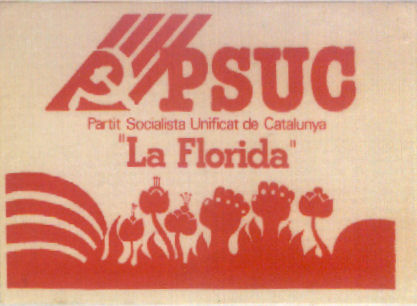 PSUC
Partit Socialista Unificat de Catalunya
"La Florida"